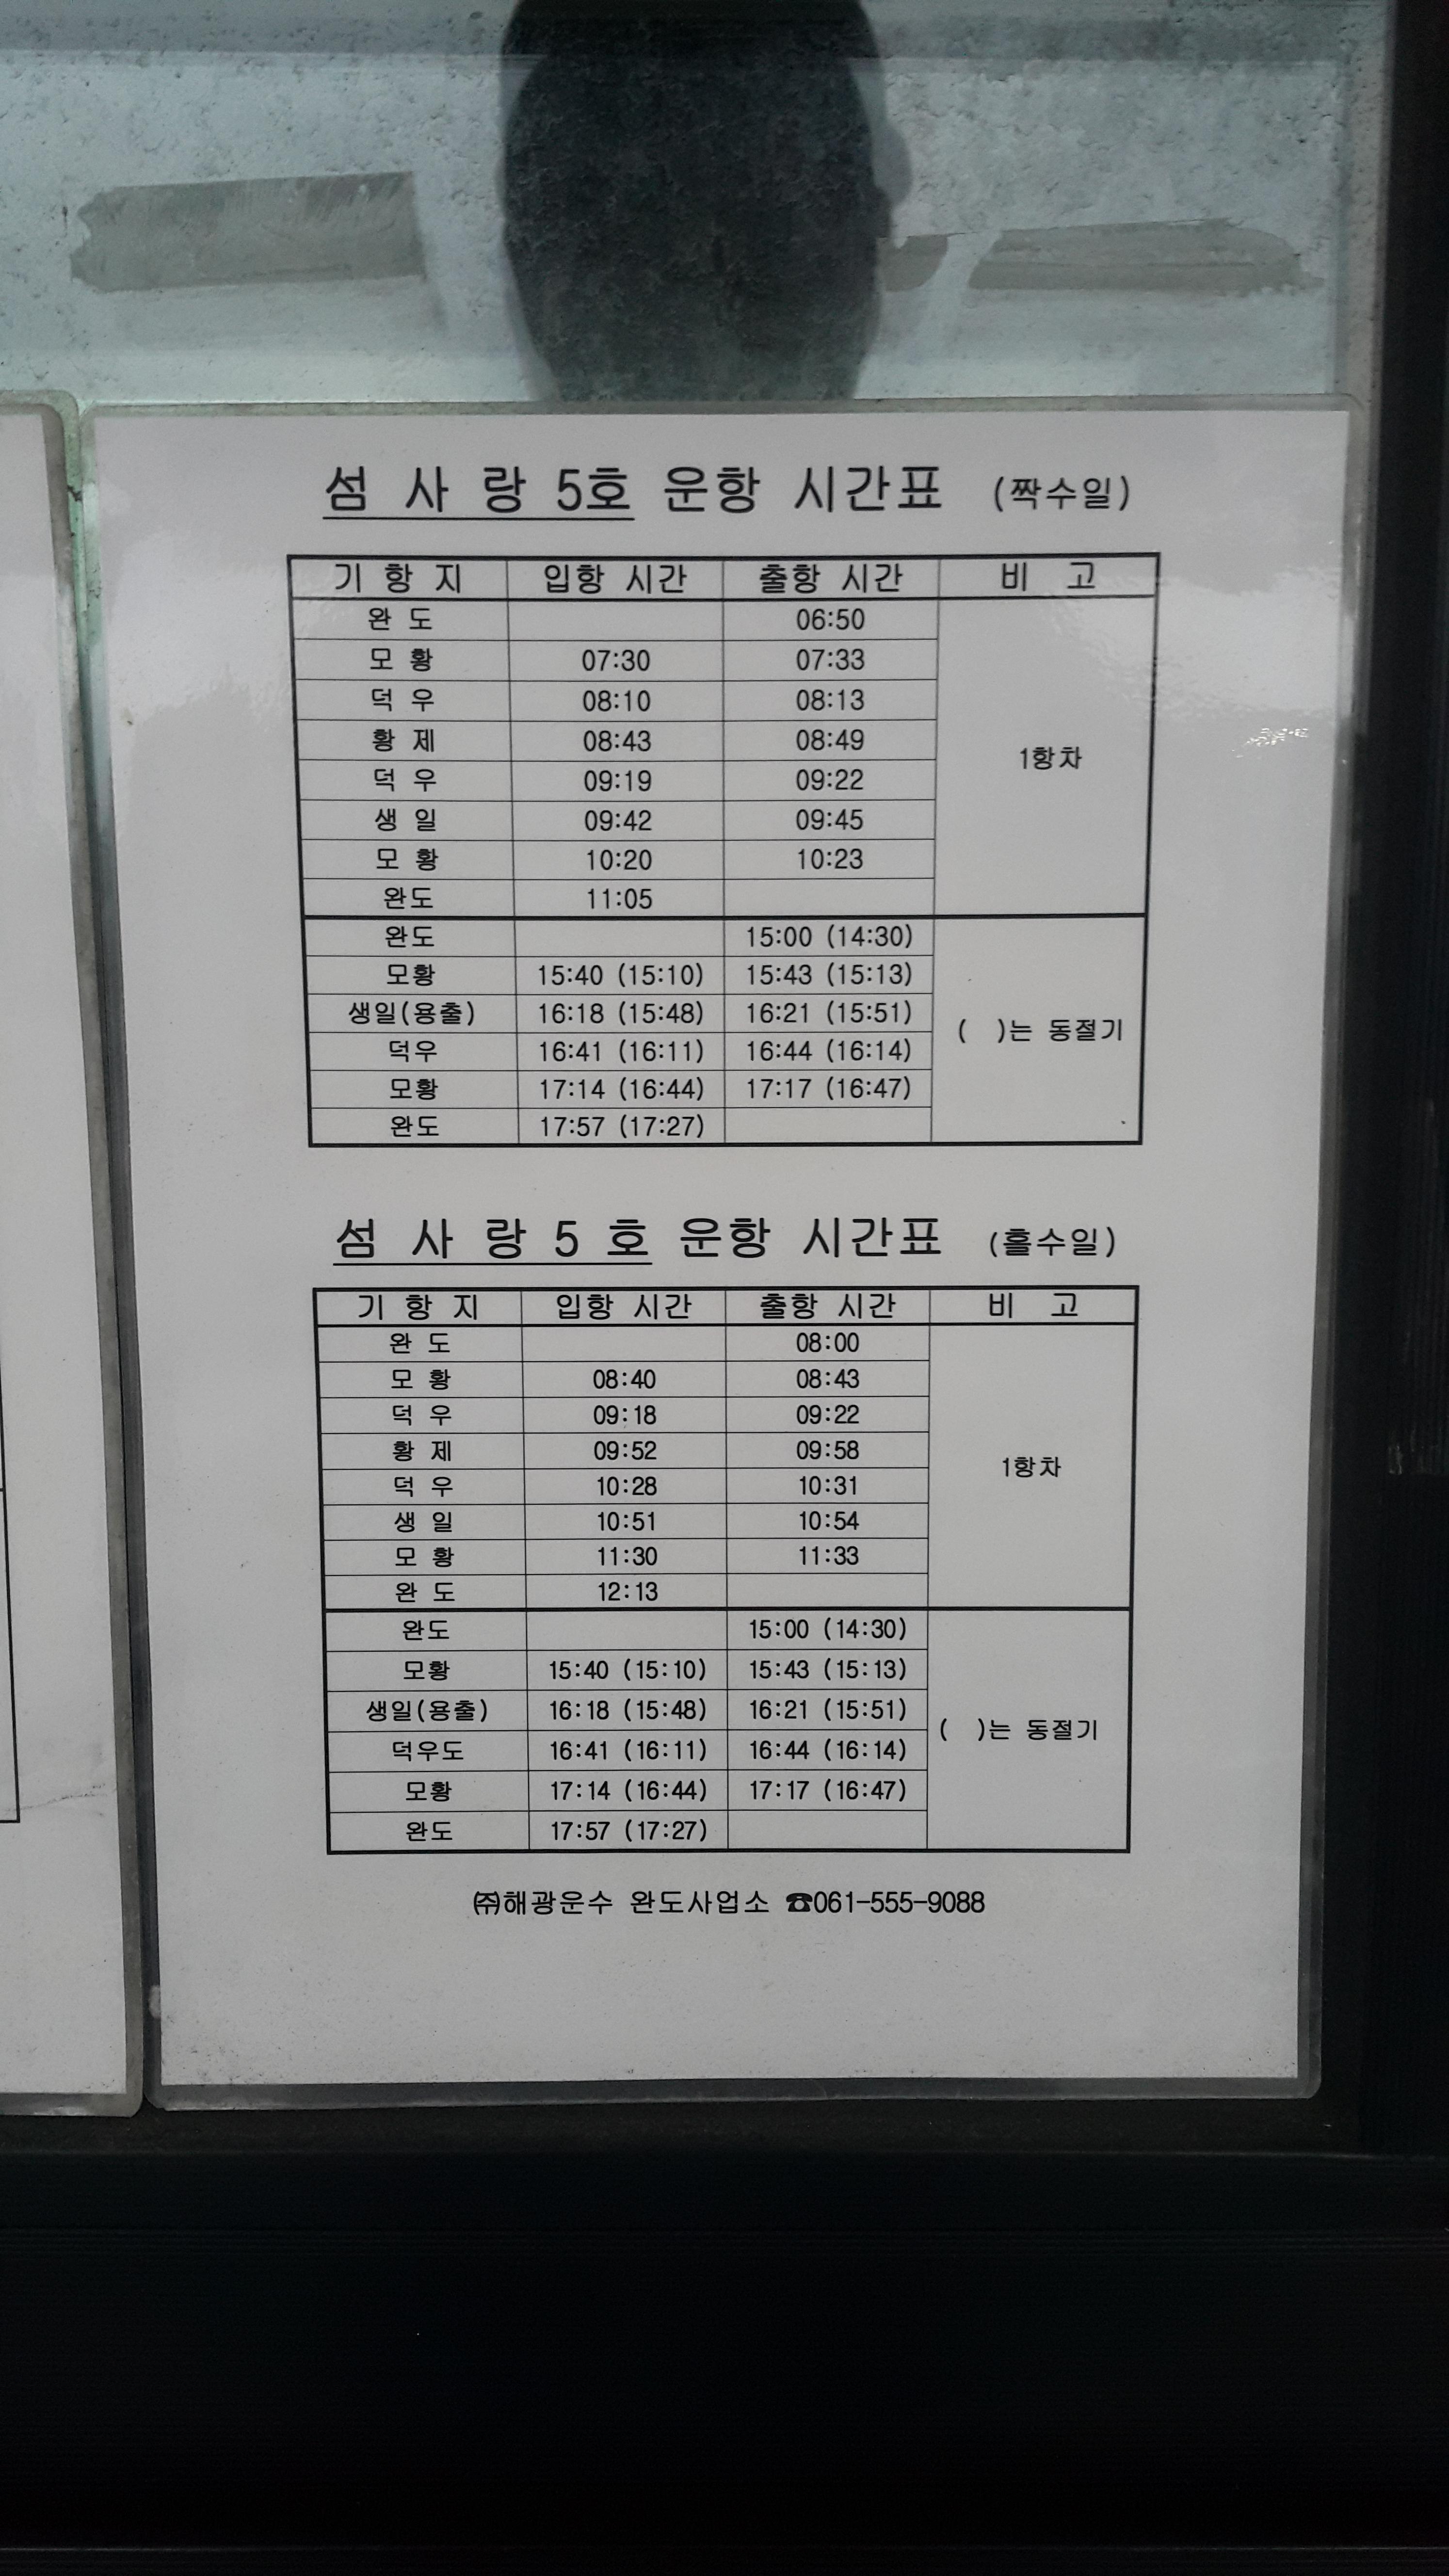 섬 사 랑 5호 운항 시간표 (짝수일)
기 항 지 입항 시간 출항 시간 비 고
완 도 06:50
모 황 07:30 07:33
덕 우 08:10 08:13
황 제 08:43 08:49
1항차
덕 우 09:19 09:22
생 일 09:42 09:45
모 황 10:20 10:23
완도 11:05
완도 15:00 (14:30)
모황 15:40 (15:10) 15:43 (15:13)
생일(용출) 16:18 (15:48) 16:21 (15:51)
( )는 동절기
덕우 16:41 (16:11) 16:44 (16:14)
모황 17:14 (16:44) 17:17 (16:47)
완도 17:57 (17:27)
섬 사 랑 5 호 운항 시간표 (홀수일)
기 항 지 입항 시간 출항 시간 비 고
완 도 08:00
모 황 08:40 08:43
덕 우 09:18 09:22
황 제 09:52 09:58
1항차
덕 우 10:28 10:31
생 일 10:51 10:54
모 황 11:30 11:33
완 도 12:13
완도 15:00 (14:30)
모황 15:40 (15:10) 15:43 (15:13)
생일(용출) 16:18 (15:48) 16:21 (15:51)
( )는 동절기
덕우도 16:41 (16:11) 16:44 (16:14)
모황 17:14 (16:44) 17:17 (16:47)
완도 17:57 (17:27)
㈜해광운수 완도사업소 ☎061-555-9088